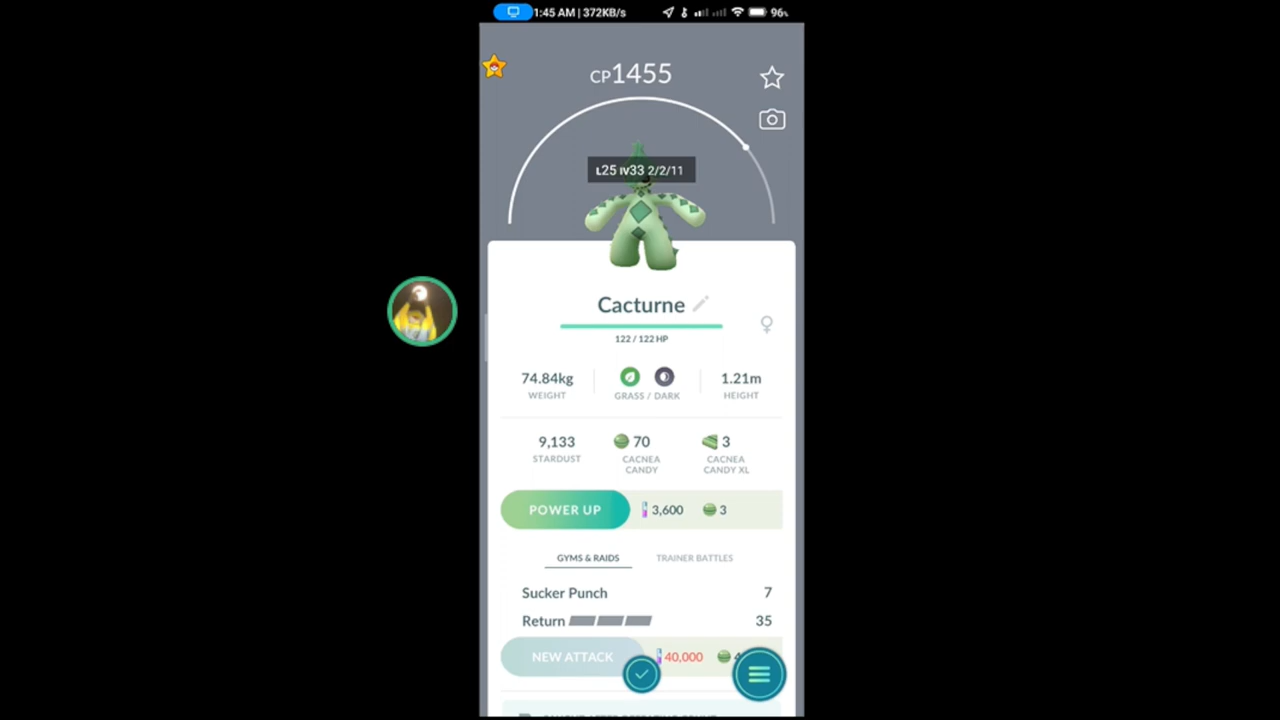 1:45 AM | 372KB/s 96%
CP1455
L25 IV33 2/2/11
Cacturne
122 / 122 HP
74.84kg 1.21m
WEIGHT GRASS / DARK HEIGHT
9,133 70 3
STARDUST CACNEA CANDY CACNEA CANDY XL
POWER UP 3,600 3
GYMS & RAIDS TRAINER BATTLES
Sucker Punch 7
Return 35
NEW ATTACK 40,000